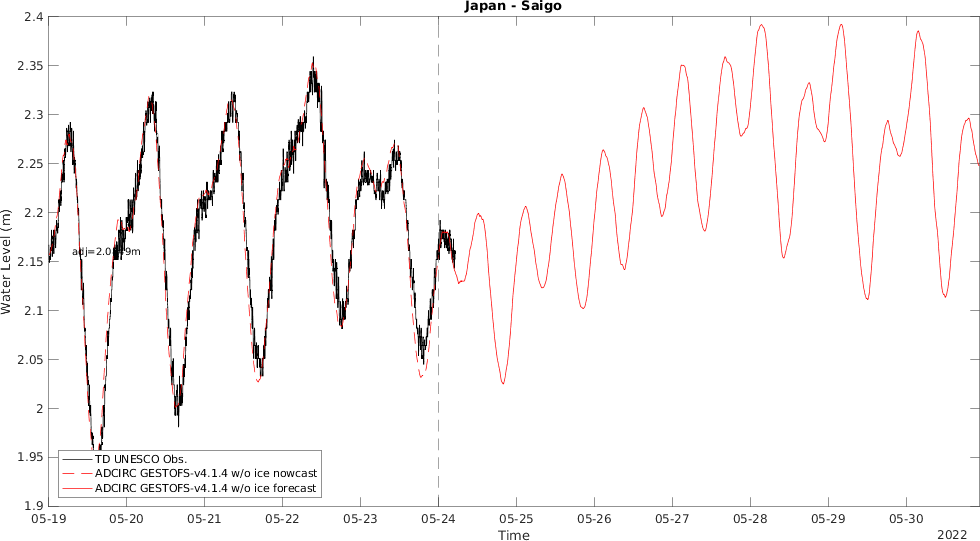 Japan - Saigo
2.4
2.35
2.3
2.25
2.2
2.15
2.1
2.05
2
1.95
1.9
Water Level (m)
TD UNESCO Obs.
ADCIRC GESTOFS-v4.1.4 w/o ice nowcast
ADCIRC GESTOFS-v4.1.4 w/o ice forecast
05-19 05-20 05-21 05-22 05-23 05-24 05-25 05-26 05-27 05-28 05-29 05-30
Time
2022